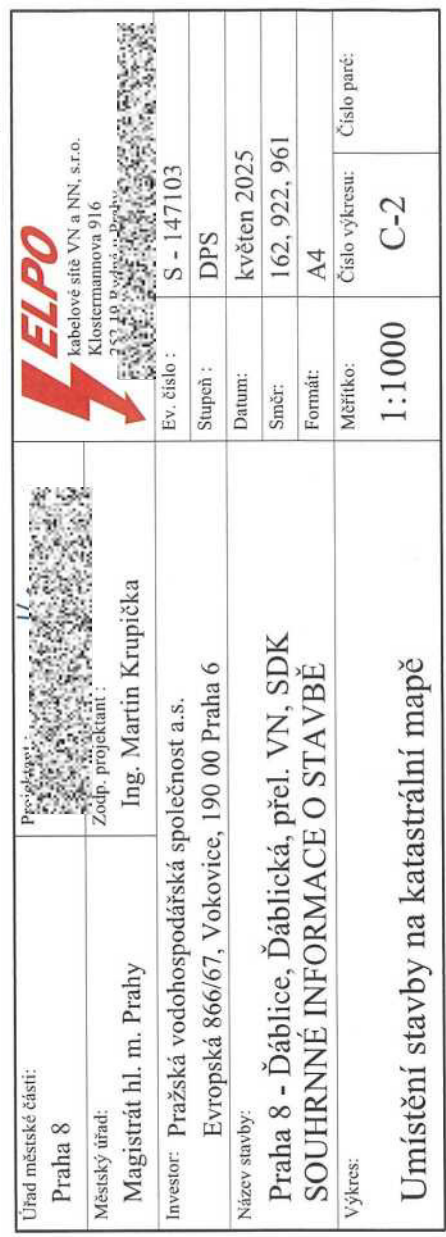 Úřad městské části:
Praha 8
Městský úřad:
Magistrát hl. m. Prahy
Zodp. projektant :
Ing. Martin Krupička
ELPO
kabelové sítě VN a NN, s.r.o.
Klostermannova 916
Investor: Pražská vodohospodářská společnost a.s.
Evropská 866/67, Vokovice, 190 00 Praha 6
Název stavby:
Praha 8 - Ďáblice, Ďáblická, přel. VN, SDK
SOUHRNNÉ INFORMACE O STAVBĚ
Výkres:
Umístění stavby na katastrální mapě
Ev. číslo : S - 147103
Stupeň : DPS
Datum: květen 2025
Směr: 162, 922, 961
Formát: A4
Měřítko: 1:1000
Číslo výkresu: C-2
Číslo paré: